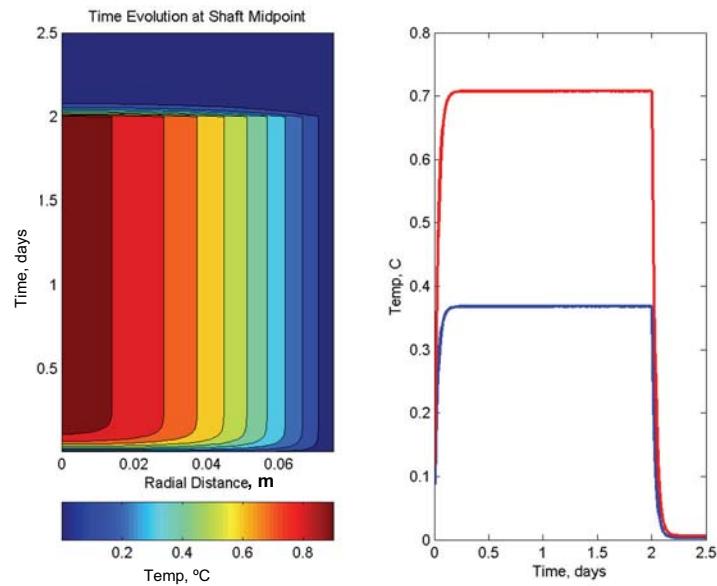 Time Evolution at Shaft Midpoint
2.5
2
1.5
1
0.5
Time, days
0 0.02 0.04 0.06
Radial Distance, m
0.2 0.4 0.6 0.8
Temp, ºC
0.8
0.7
0.6
0.5
0.4
0.3
0.2
0.1
0
Temp, C
0 0.5 1 1.5 2 2.5
Time, days